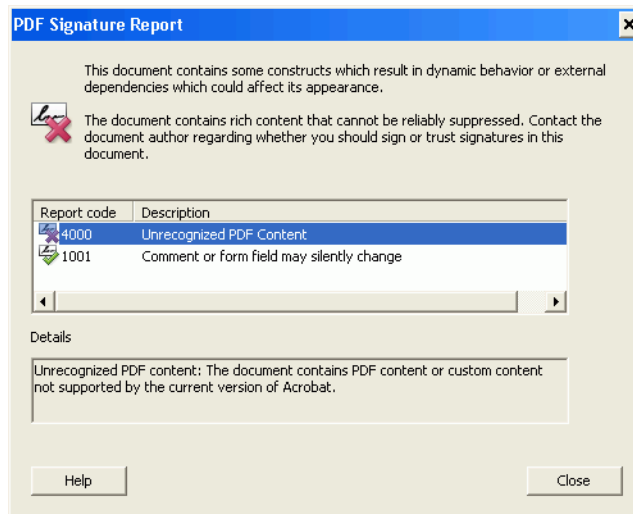 PDF Signature Report
This document contains some constructs which result in dynamic behavior or external
dependencies which could affect its appearance.
The document contains rich content that cannot be reliably suppressed. Contact the
document author regarding whether you should sign or trust signatures in this
document.
Report code Description
4000 Unrecognized PDF Content
1001 Comment or form field may silently change
Details
Unrecognized PDF content: The document contains PDF content or custom content
not supported by the current version of Acrobat.
Help Close